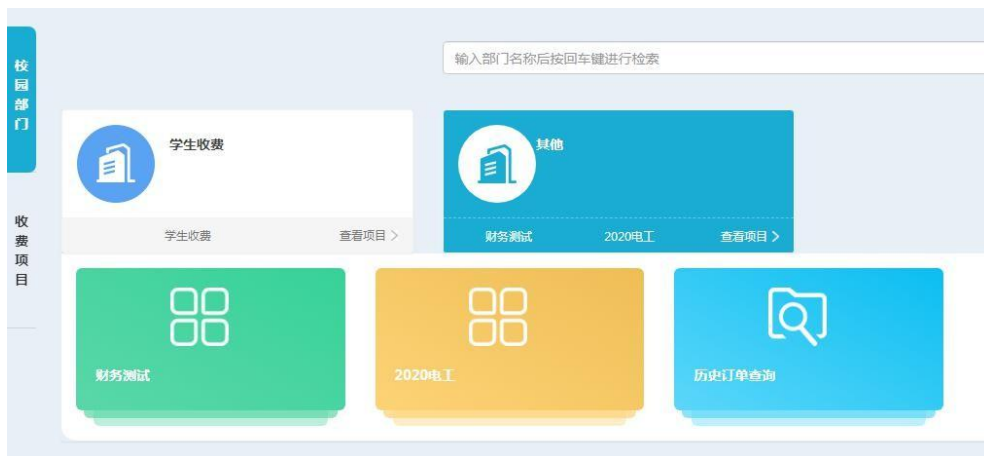 校园部门
输入部门名称后按回车键进行检索
学生收费
其他
收费项目
学生收费 查看项目
财务测试 2020电工 查看项目
财务测试
2020电工
历史订单查询